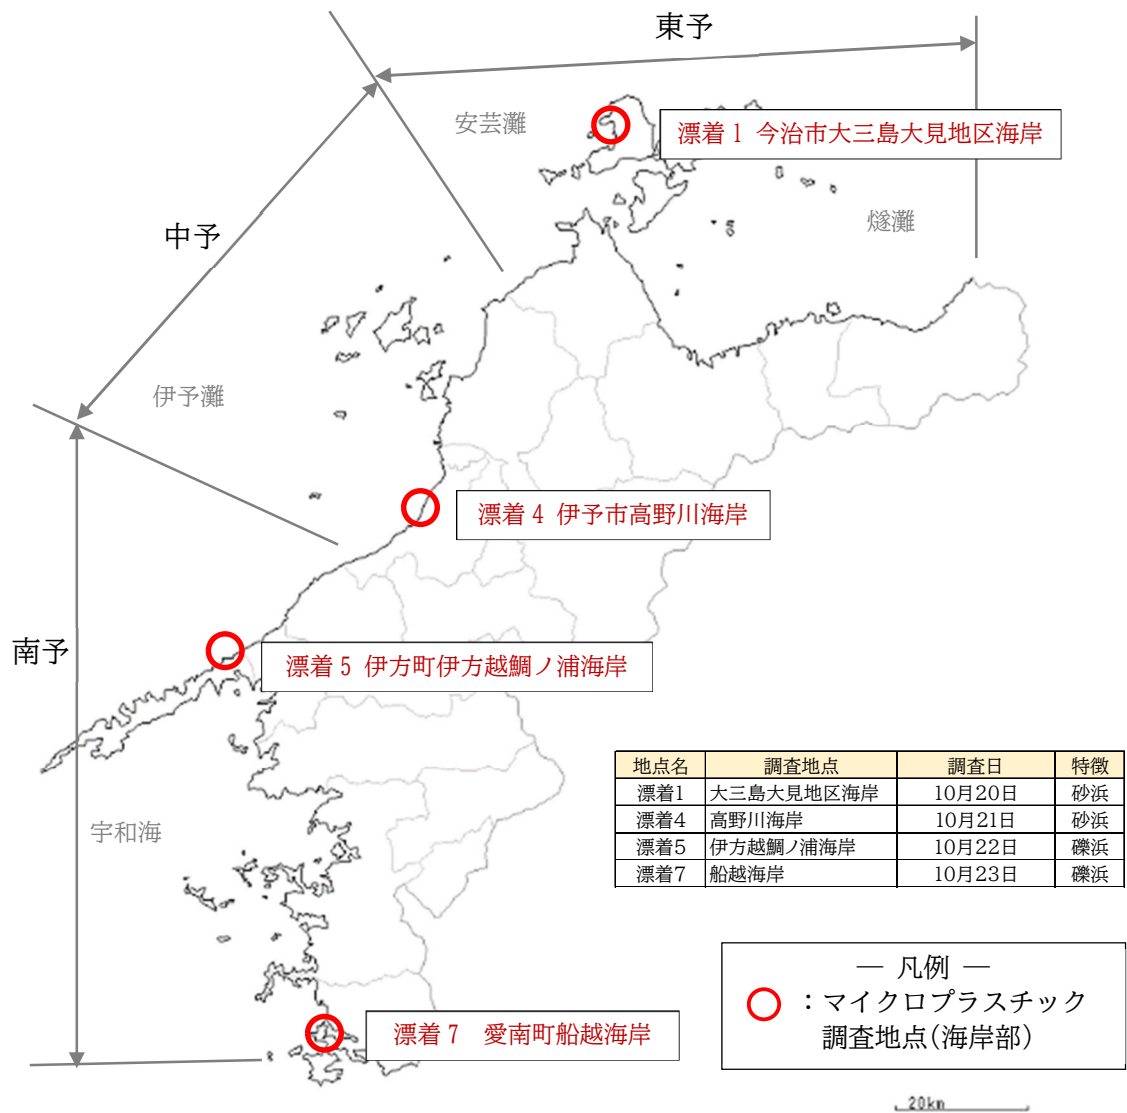 東予
安芸灘
漂着 1 今治市大三島大見地区海岸
燧灘
中予
伊予灘
漂着 4 伊予市高野川海岸
南予
漂着 5 伊方町伊方越鯛ノ浦海岸
地点名 調査地点 調査日 特徴
漂着1 大三島大見地区海岸 10月20日 砂浜
漂着4 高野川海岸 10月21日 砂浜
漂着5 伊方越鯛ノ浦海岸 10月22日 礫浜
漂着7 船越海岸 10月23日 礫浜
宇和海
― 凡例 ―
：マイクロプラスチック
調査地点(海岸部)
漂着 7 愛南町船越海岸
20km